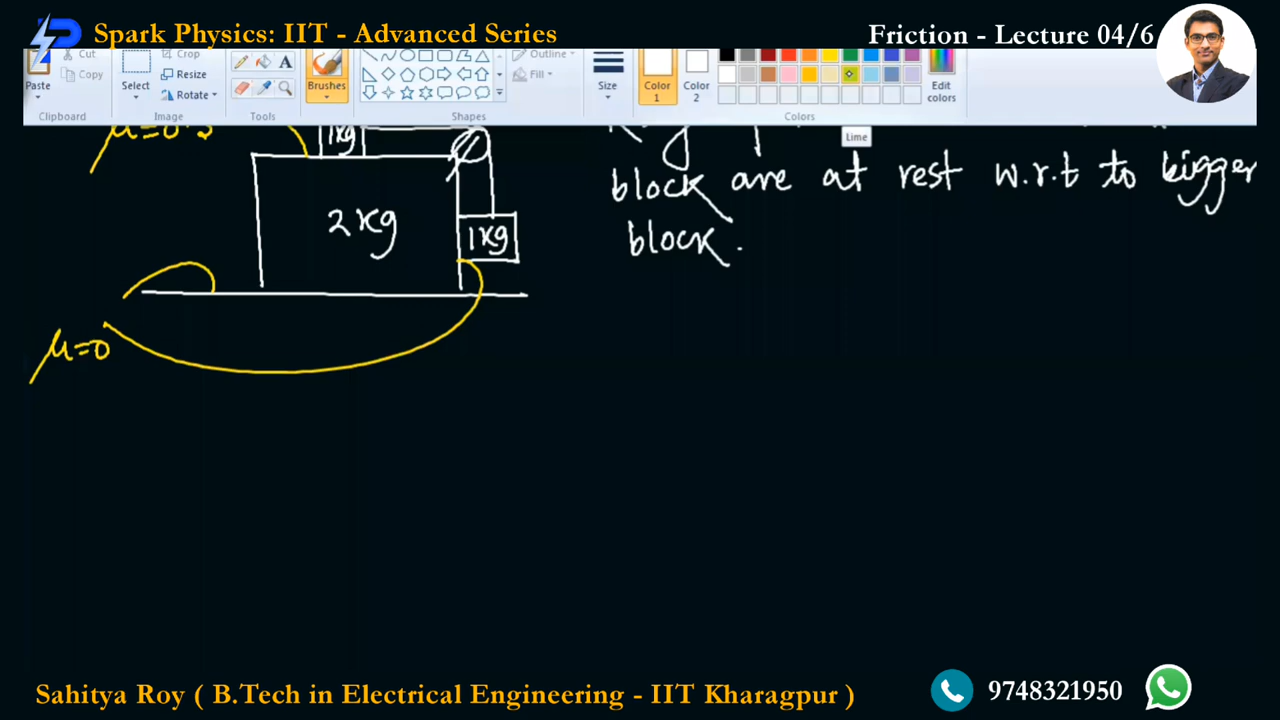 Spark Physics: IIT - Advanced Series
Friction - Lecture 04/6
Cut
Copy
Paste
Clipboard
Crop
Resize
Rotate
Select
Image
Tools
Brushes
Outline
Fill
Shapes
Size
Color 1
Color 2
Edit colors
Colors
Lime
1kg
block are at rest w.r.t to bigger
block.
2kg
1kg
μ=0
Sahitya Roy ( B.Tech in Electrical Engineering - IIT Kharagpur )
9748321950